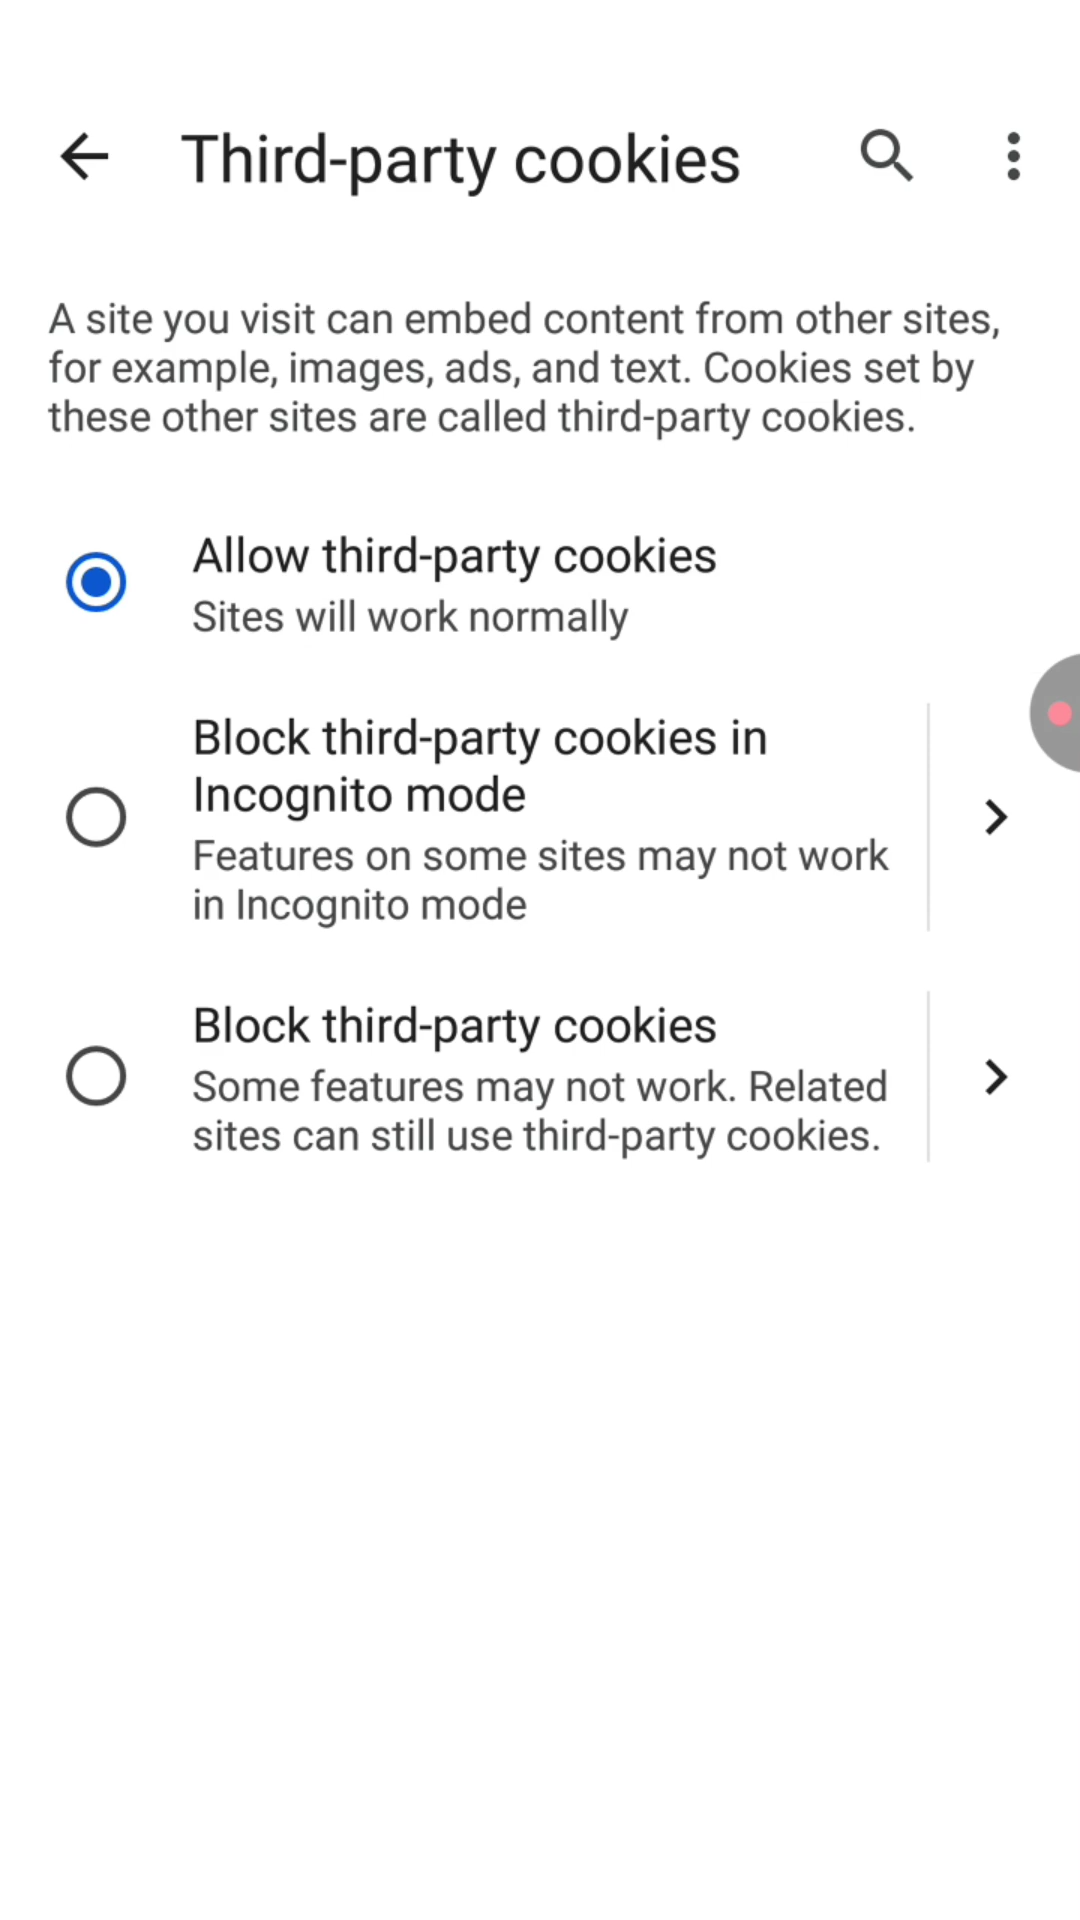 Third-party cookies
A site you visit can embed content from other sites,
for example, images, ads, and text. Cookies set by
these other sites are called third-party cookies.
Allow third-party cookies
Sites will work normally
Block third-party cookies in
Incognito mode
Features on some sites may not work
in Incognito mode
Block third-party cookies
Some features may not work. Related
sites can still use third-party cookies.